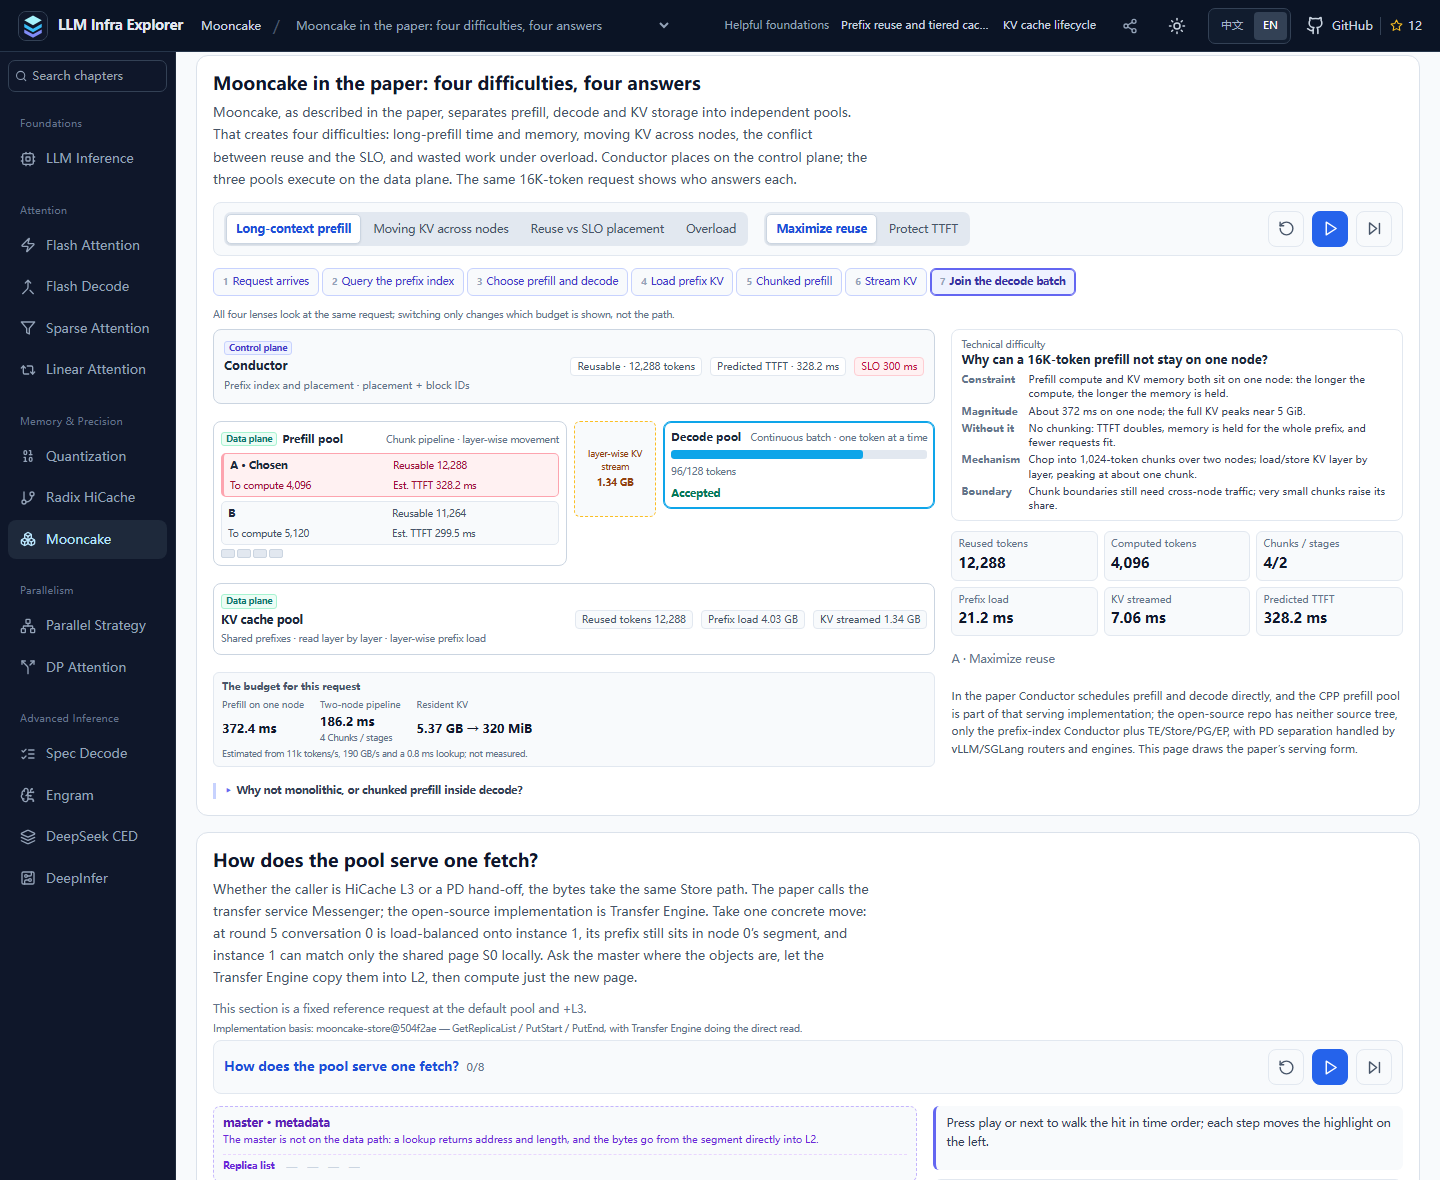 LLM Infra Explorer
Mooncake / Mooncake in the paper: four difficulties, four answers
Helpful foundations Prefix reuse and tiered cac... KV cache lifecycle
中文 EN GitHub 12
Search chapters
Foundations
LLM Inference
Attention
Flash Attention
Flash Decode
Sparse Attention
Linear Attention
Memory & Precision
Quantization
Radix HiCache
Mooncake
Parallelism
Parallel Strategy
DP Attention
Advanced Inference
Spec Decode
Engram
DeepSeek CED
DeepInfer
Mooncake in the paper: four difficulties, four answers
Mooncake, as described in the paper, separates prefill, decode and KV storage into independent pools.
That creates four difficulties: long-prefill time and memory, moving KV across nodes, the conflict
between reuse and the SLO, and wasted work under overload. Conductor places on the control plane; the
three pools execute on the data plane. The same 16K-token request shows who answers each.
Long-context prefill Moving KV across nodes Reuse vs SLO placement Overload Maximize reuse Protect TTFT
1 Request arrives 2 Query the prefix index 3 Choose prefill and decode 4 Load prefix KV 5 Chunked prefill 6 Stream KV 7 Join the decode batch
All four lenses look at the same request; switching only changes which budget is shown, not the path.
Control plane
Conductor
Prefix index and placement · placement + block IDs
Reusable · 12,288 tokens Predicted TTFT · 328.2 ms SLO 300 ms
Data plane Prefill pool Chunk pipeline · layer-wise movement
A • Chosen Reusable 12,288
To compute 4,096 Est. TTFT 328.2 ms
B Reusable 11,264
To compute 5,120 Est. TTFT 299.5 ms
layer-wise KV
stream
1.34 GB
Decode pool Continuous batch · one token at a time
96/128 tokens
Accepted
Data plane
KV cache pool
Shared prefixes · read layer by layer · layer-wise prefix load
Reused tokens 12,288 Prefix load 4.03 GB KV streamed 1.34 GB
The budget for this request
Prefill on one node Two-node pipeline Resident KV
372.4 ms 186.2 ms 5.37 GB → 320 MiB
4 Chunks / stages
Estimated from 11k tokens/s, 190 GB/s and a 0.8 ms lookup; not measured.
Why not monolithic, or chunked prefill inside decode?
Technical difficulty
Why can a 16K-token prefill not stay on one node?
Constraint Prefill compute and KV memory both sit on one node: the longer the
compute, the longer the memory is held.
Magnitude About 372 ms on one node; the full KV peaks near 5 GiB.
Without it No chunking: TTFT doubles, memory is held for the whole prefix, and
fewer requests fit.
Mechanism Chop into 1,024-token chunks over two nodes; load/store KV layer by
layer, peaking at about one chunk.
Boundary Chunk boundaries still need cross-node traffic; very small chunks raise its
share.
Reused tokens Computed tokens Chunks / stages
12,288 4,096 4/2
Prefix load KV streamed Predicted TTFT
21.2 ms 7.06 ms 328.2 ms
A · Maximize reuse
In the paper Conductor schedules prefill and decode directly, and the CPP prefill pool
is part of that serving implementation; the open-source repo has neither source tree,
only the prefix-index Conductor plus TE/Store/PG/EP, with PD separation handled by
vLLM/SGLang routers and engines. This page draws the paper's serving form.
How does the pool serve one fetch?
Whether the caller is HiCache L3 or a PD hand-off, the bytes take the same Store path. The paper calls the
transfer service Messenger; the open-source implementation is Transfer Engine. Take one concrete move:
at round 5 conversation 0 is load-balanced onto instance 1, its prefix still sits in node 0's segment, and
instance 1 can match only the shared page S0 locally. Ask the master where the objects are, let the
Transfer Engine copy them into L2, then compute just the new page.
This section is a fixed reference request at the default pool and +L3.
Implementation basis: mooncake-store@504f2ae — GetReplicaList / PutStart / PutEnd, with Transfer Engine doing the direct read.
How does the pool serve one fetch? 0/8
master • metadata
The master is not on the data path: a lookup returns address and length, and the bytes go from the segment directly into L2.
Replica list — — — —
Press play or next to walk the hit in time order; each step moves the highlight on
the left.